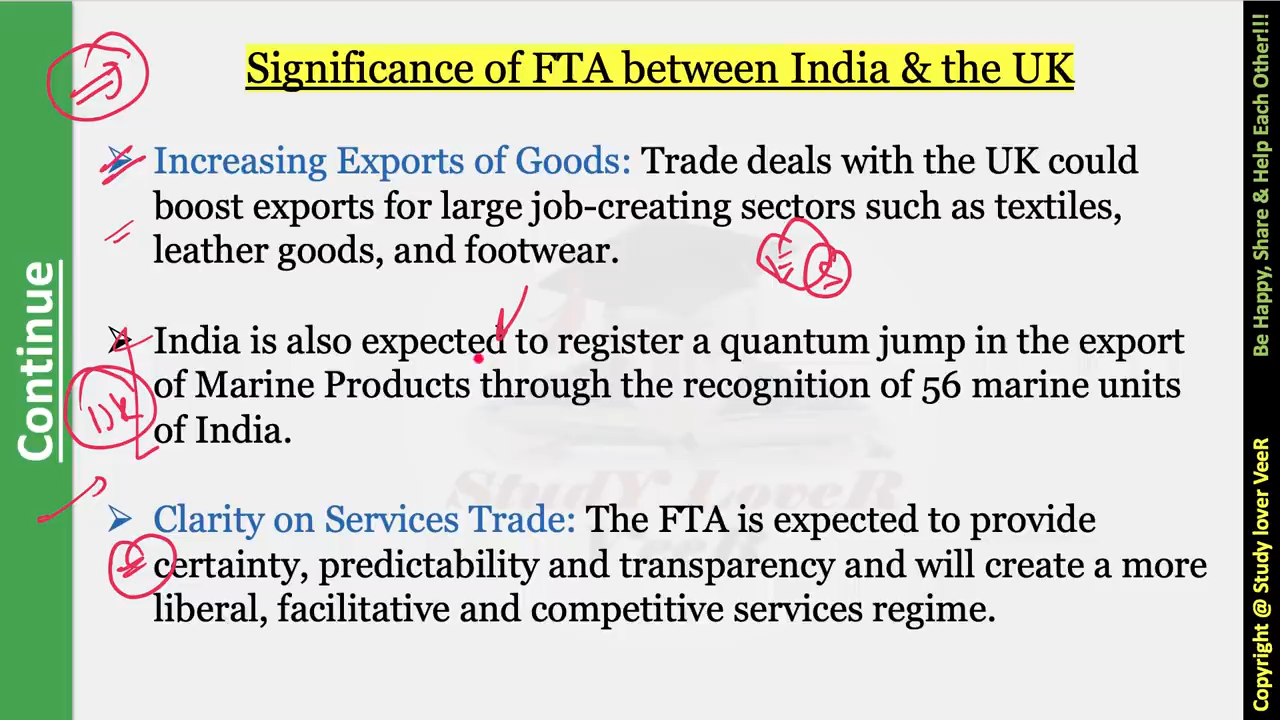 Significance of FTA between India & the UK
Increasing Exports of Goods: Trade deals with the UK could
boost exports for large job-creating sectors such as textiles,
leather goods, and footwear.
India is also expected to register a quantum jump in the export
of Marine Products through the recognition of 56 marine units
of India.
Clarity on Services Trade: The FTA is expected to provide
certainty, predictability and transparency and will create a more
liberal, facilitative and competitive services regime.
Continue
StudY LoveR
VeeR
Be Happy, Share & Help Each Other!!!
Copyright @ Study lover VeeR